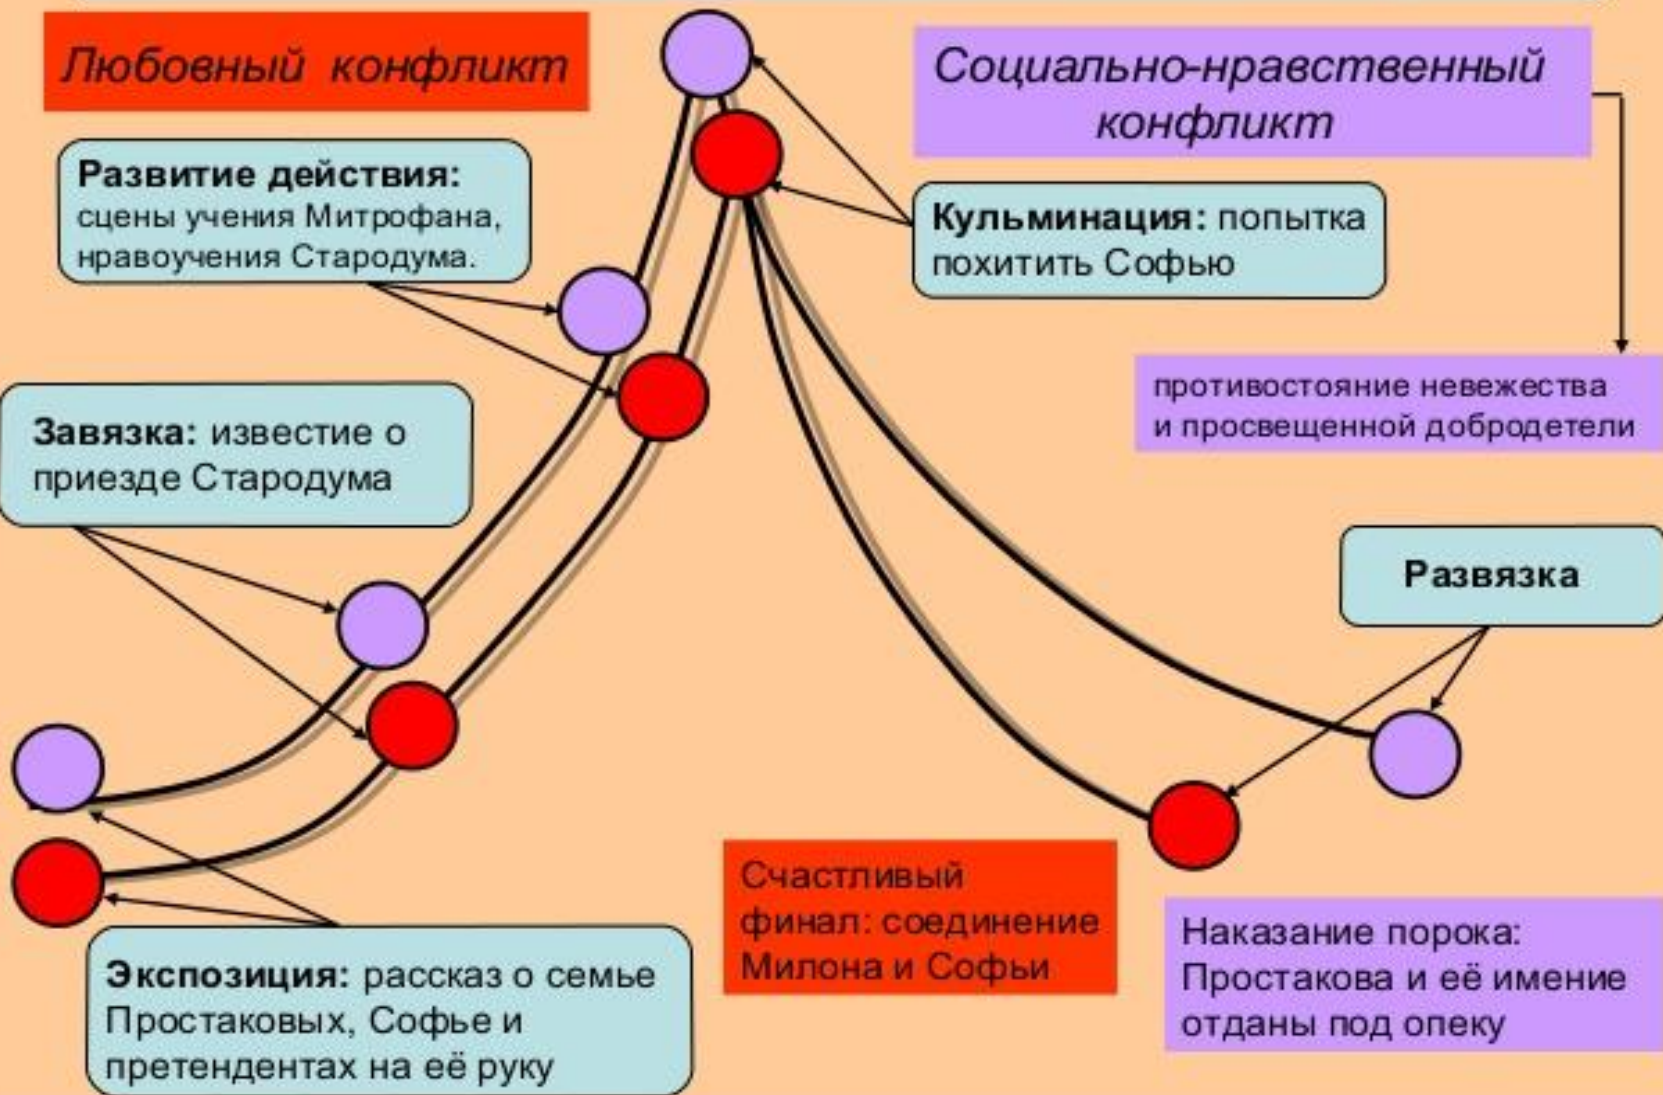 Любовный конфликт
Социально-нравственный
конфликт
Развитие действия:
сцены учения Митрофана,
нравоучения Стародума.
Кульминация: попытка
похитить Софью
противостояние невежества
и просвещенной добродетели
Завязка: известие о
приезде Стародума
Развязка
Счастливый
финал: соединение
Милона и Софьи
Наказание порока:
Простакова и её имение
отданы под опеку
Экспозиция: рассказ о семье
Простаковых, Софье и
претендентах на её руку